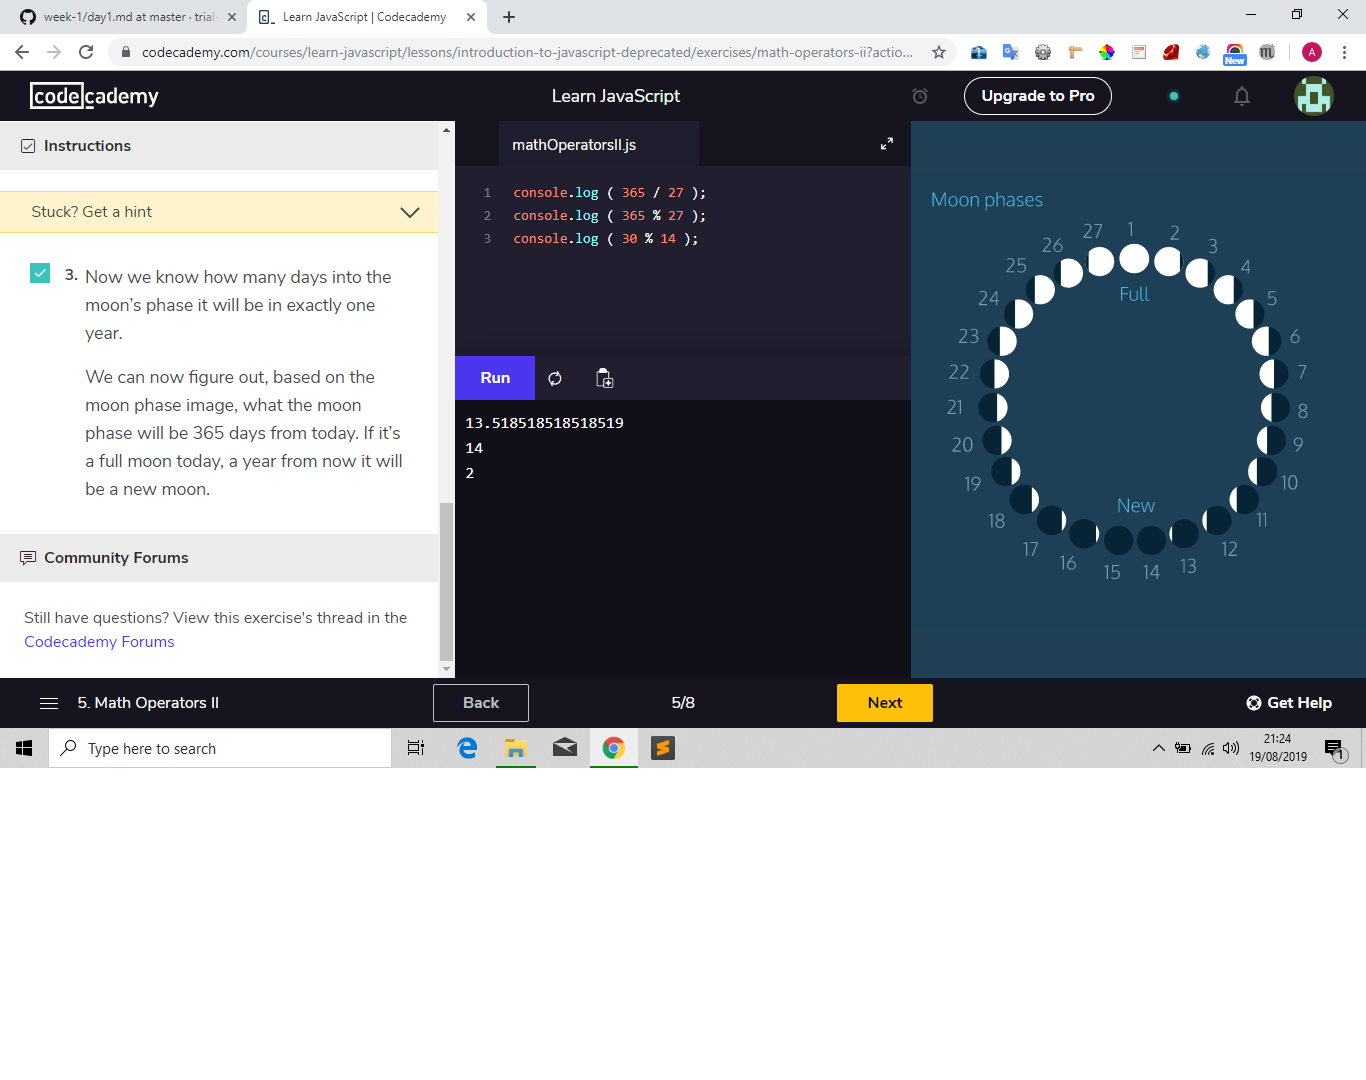 week-1/day1.md at master · trial-
Learn JavaScript | Codecademy
codecademy.com/courses/learn-javascript/lessons/introduction-to-javascript-deprecated/exercises/math-operators-ii?actio...
New
A
codecademy
Learn JavaScript
Upgrade to Pro
Instructions
Stuck? Get a hint
3. Now we know how many days into the
moon's phase it will be in exactly one
year.
We can now figure out, based on the
moon phase image, what the moon
phase will be 365 days from today. If it's
a full moon today, a year from now it will
be a new moon.
Community Forums
Still have questions? View this exercise's thread in the
Codecademy Forums
mathOperatorsII.js
1 console.log ( 365 / 27 );
2 console.log ( 365 % 27 );
3 console.log ( 30 % 14 );
Run
13.518518518518519
14
2
Moon phases
1
2
3
4
5
6
7
8
9
10
11
12
13
14
15
16
17
18
19
20
21
22
23
24
25
26
27
Full
New
5. Math Operators II
Back
5/8
Next
Get Help
Type here to search
21:24
19/08/2019
1